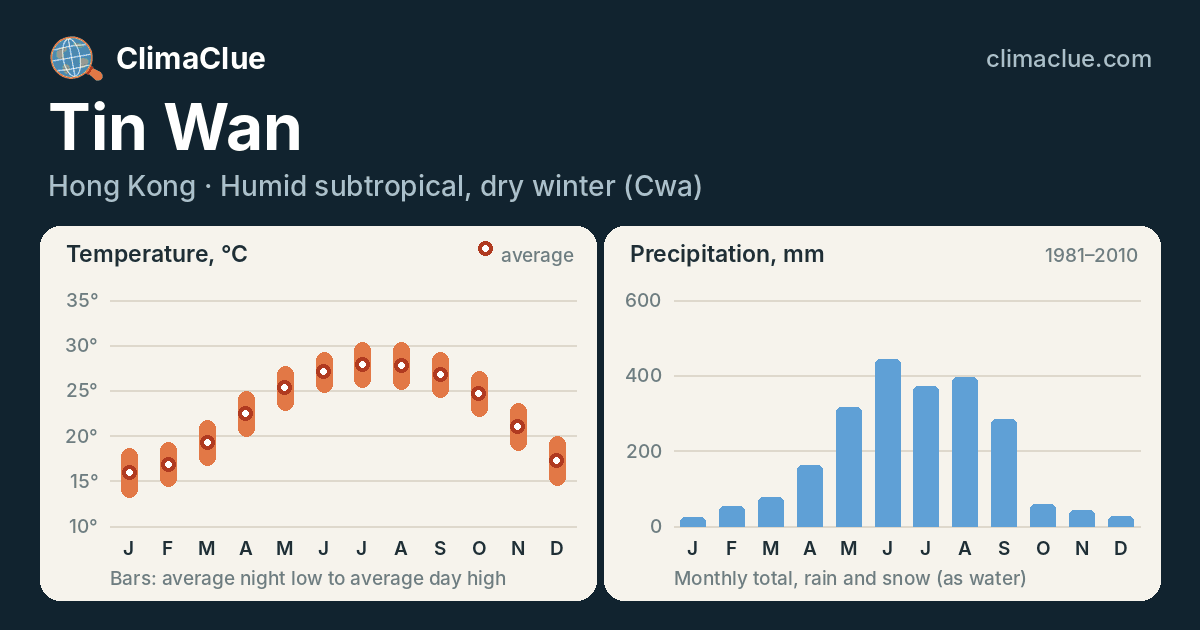 ClimaClue
climaclue.com
Tin Wan
Hong Kong · Humid subtropical, dry winter (Cwa)
Temperature, °C
average
35°
30°
25°
20°
15°
10°
J F M A M J J A S O N D
Bars: average night low to average day high
Precipitation, mm
1981–2010
600
400
200
0
J F M A M J J A S O N D
Monthly total, rain and snow (as water)